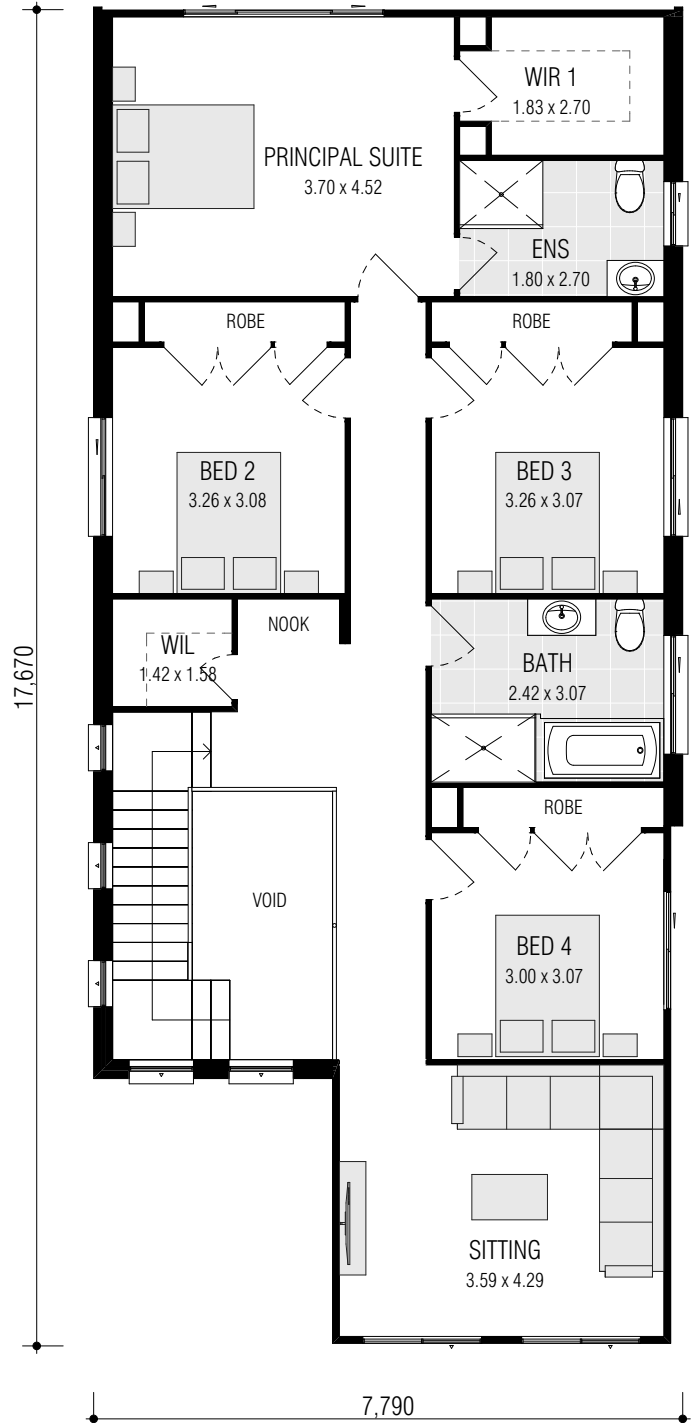 WIR 1
1.83 x 2.70
PRINCIPAL SUITE
3.70 x 4.52
ENS
1.80 x 2.70
ROBE
ROBE
BED 2
3.26 x 3.08
BED 3
3.26 x 3.07
NOOK
WIL
1.42 x 1.58
BATH
2.42 x 3.07
17,670
ROBE
VOID
BED 4
3.00 x 3.07
SITTING
3.59 x 4.29
7,790